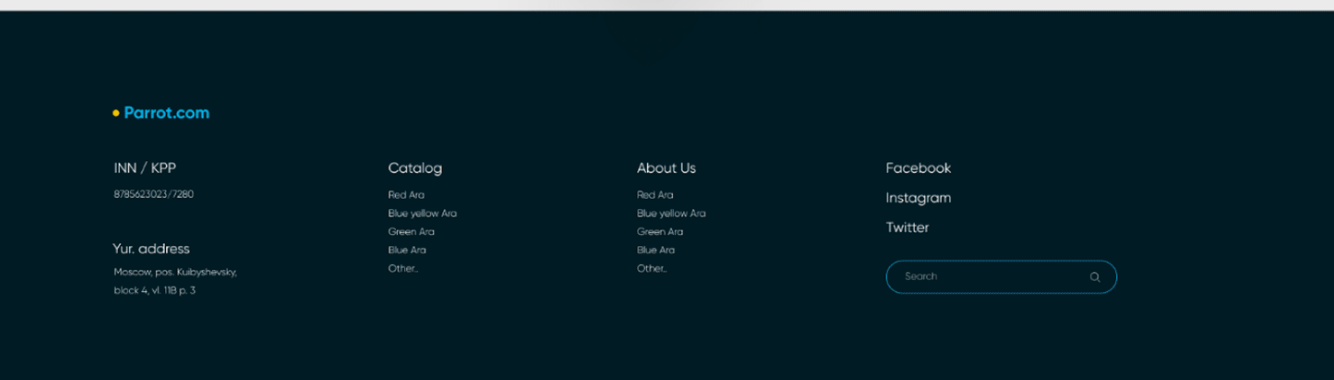 Parrot.com
INN / KPP
8785623023/7280
Yur. address
Moscow, pos. Kuibyshevsky,
block 4, vl. 11B p. 3
Catalog
Red Ara
Blue yellow Ara
Green Ara
Blue Ara
Other..
About Us
Red Ara
Blue yellow Ara
Green Ara
Blue Ara
Other..
Facebook
Instagram
Twitter
Search